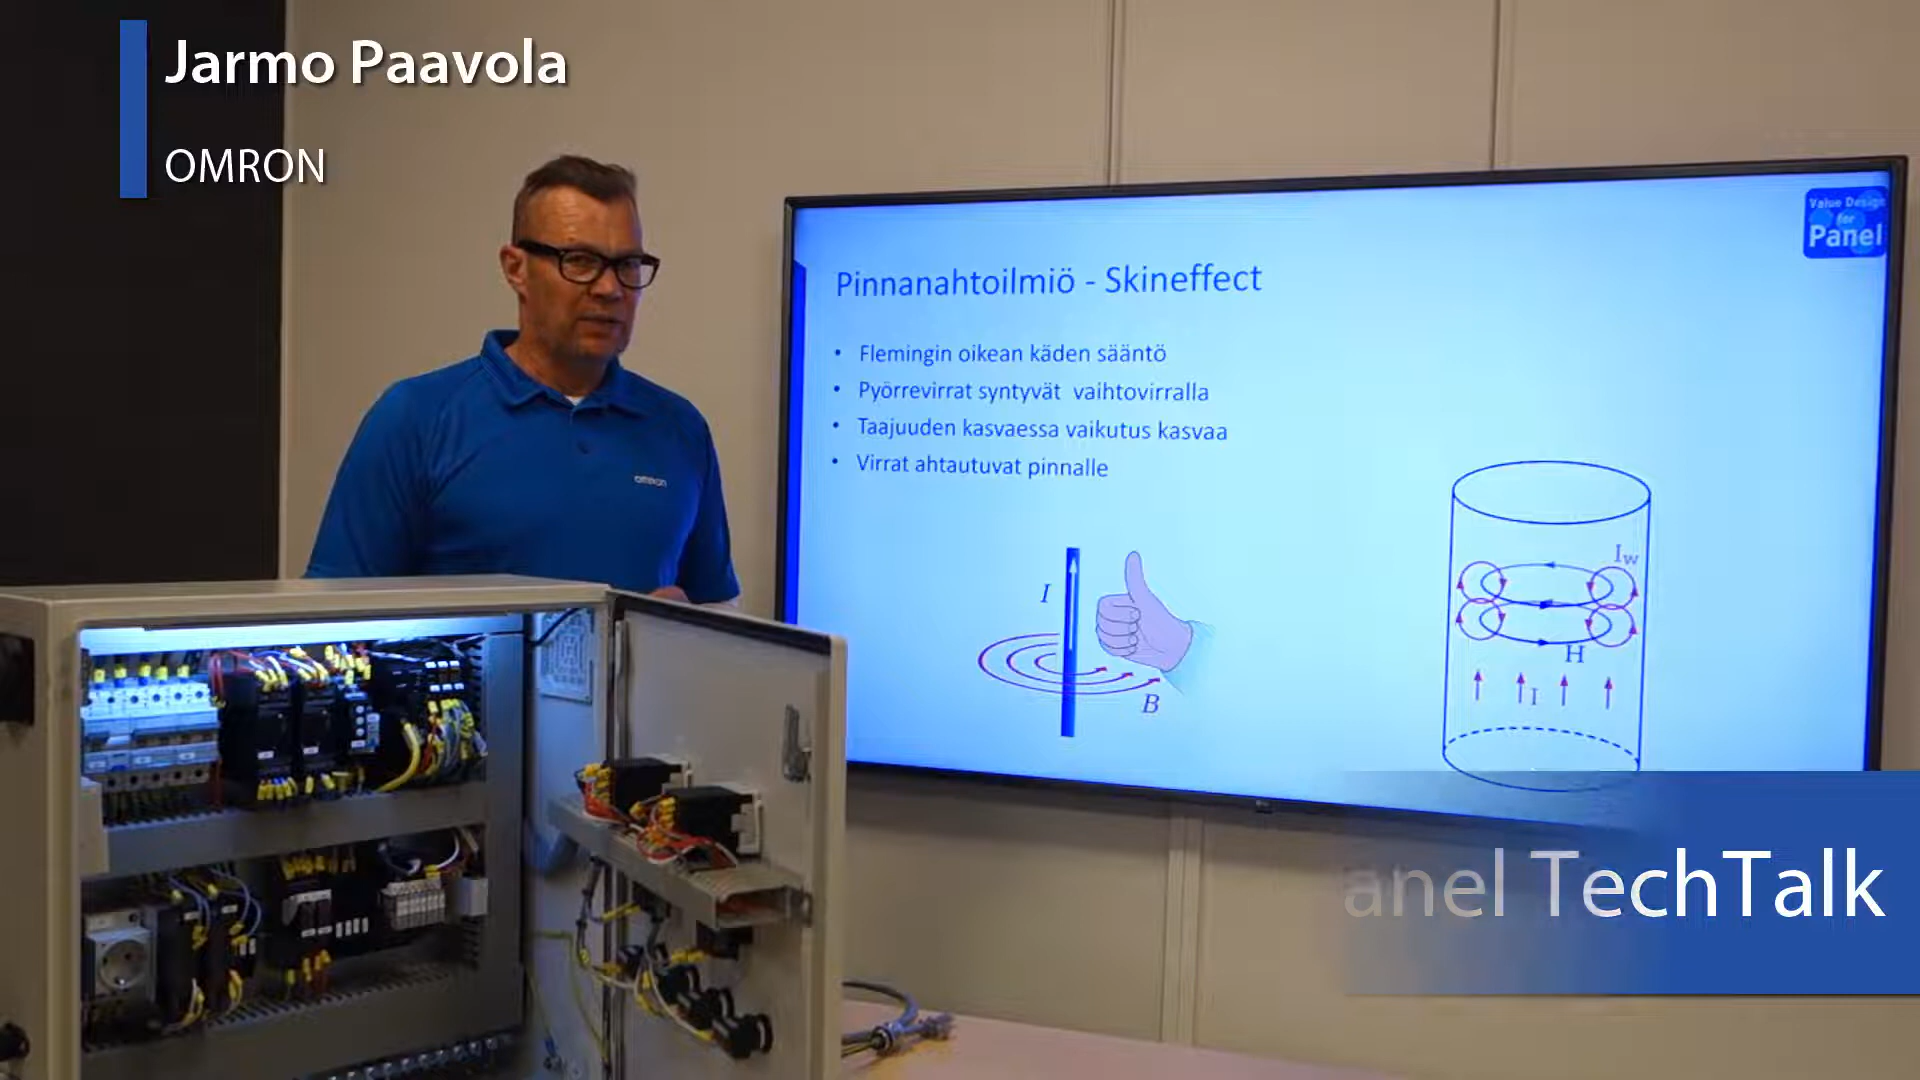 Jarmo Paavola
OMRON
Value Design
for
Panel
Pinnanahtoilmiö - Skineffect
• Flemingin oikean käden sääntö
• Pyörrevirrat syntyvät vaihtovirralla
• Taajuuden kasvaessa vaikutus kasvaa
• Virrat ahtautuvat pinnalle
I
B
Iw
H
I
omron
anel TechTalk